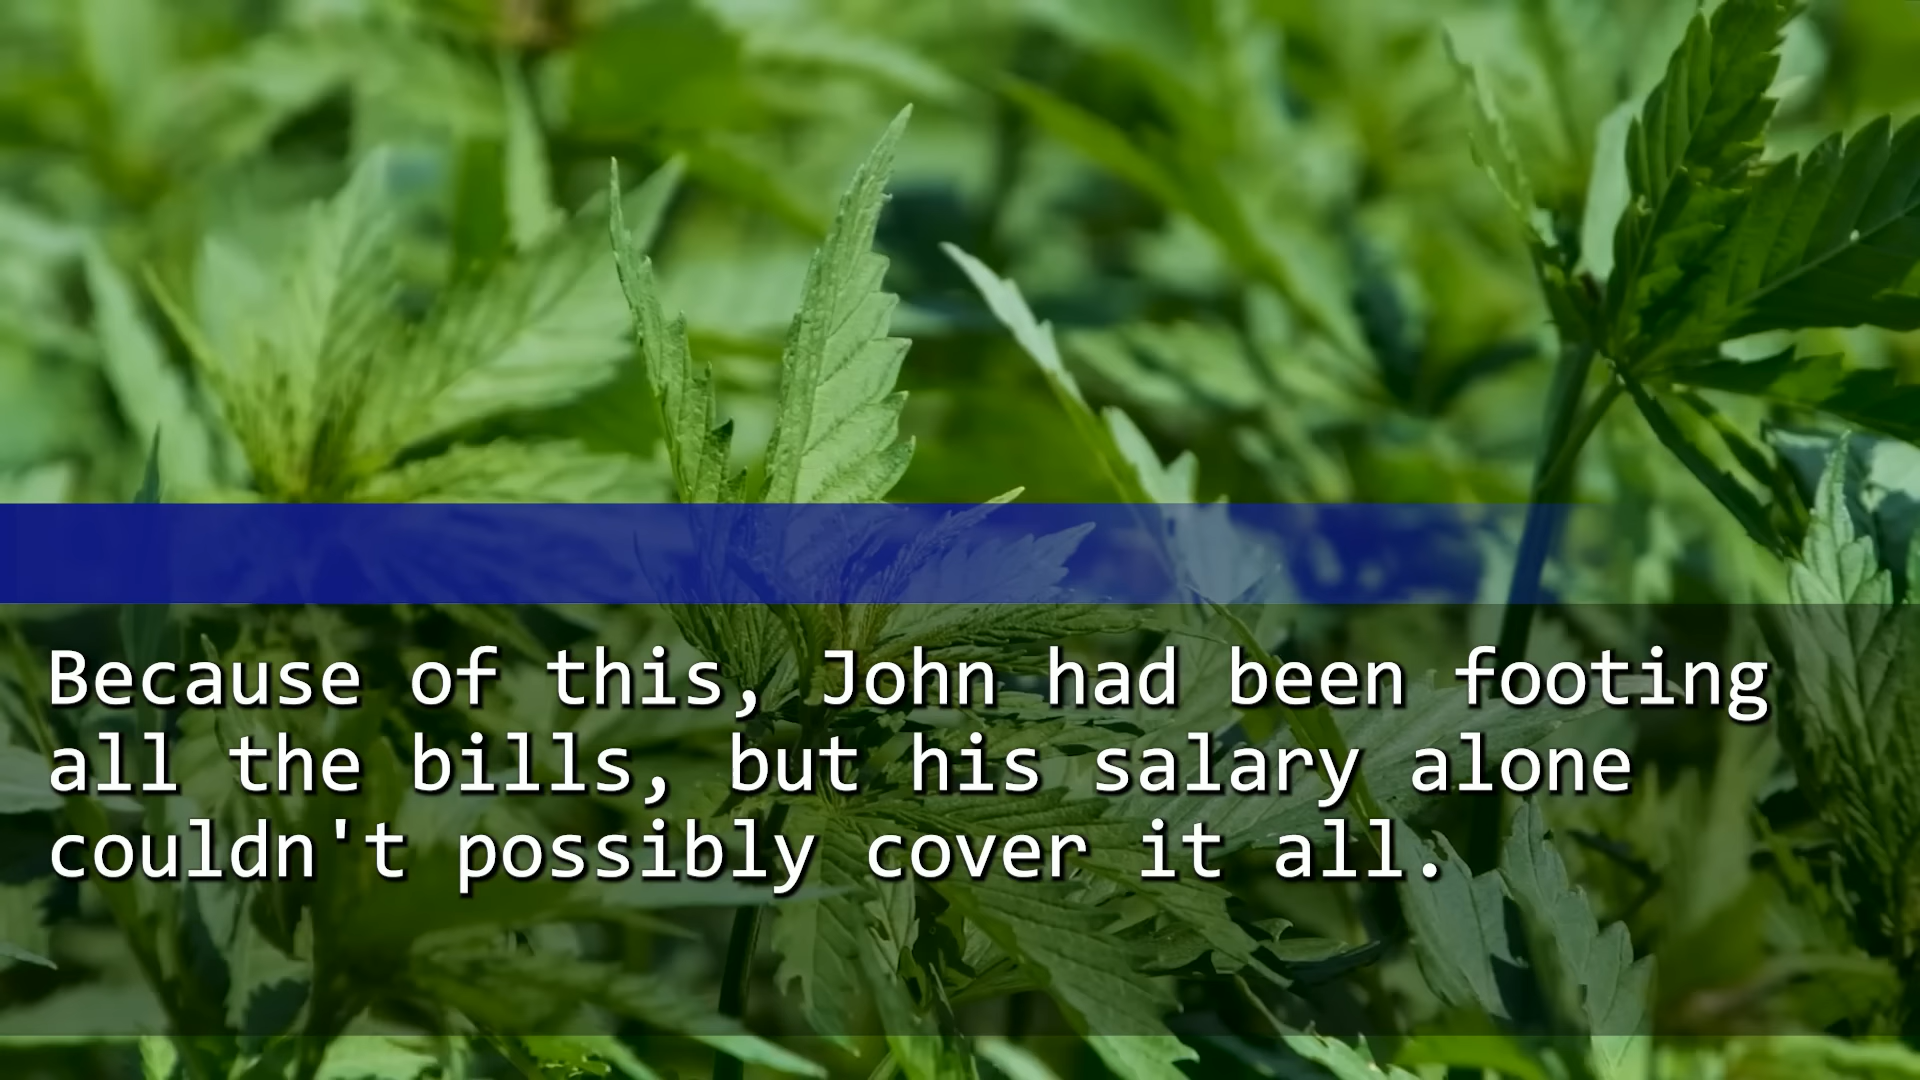 Because of this, John had been footing
all the bills, but his salary alone
couldn't possibly cover it all.